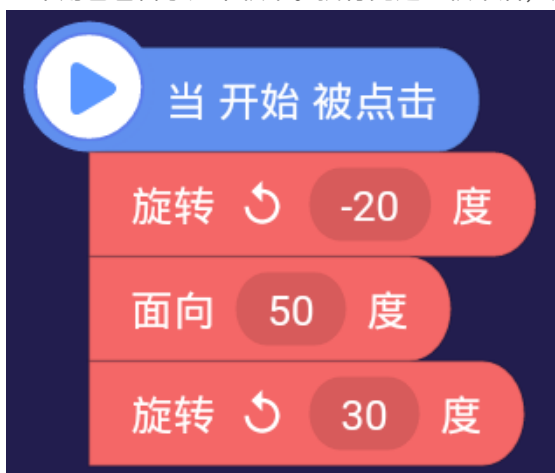 当 开始 被点击
旋转 -20 度
面向 50 度
旋转 30 度